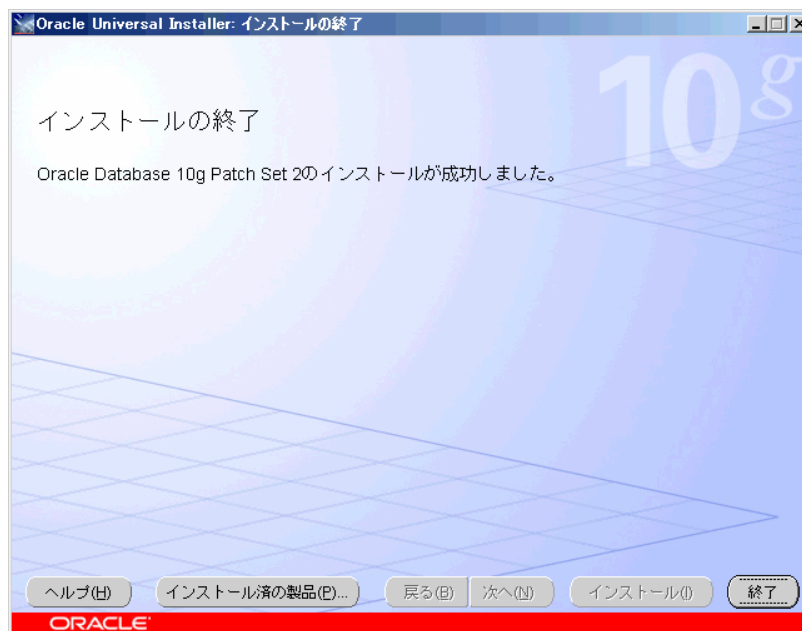 Oracle Universal Installer: インストールの終了
10g
インストールの終了
Oracle Database 10g Patch Set 2のインストールが成功しました。
ヘルプ(H) インストール済の製品(P)... 戻る(B) 次へ(N) インストール(I) 終了
ORACLE